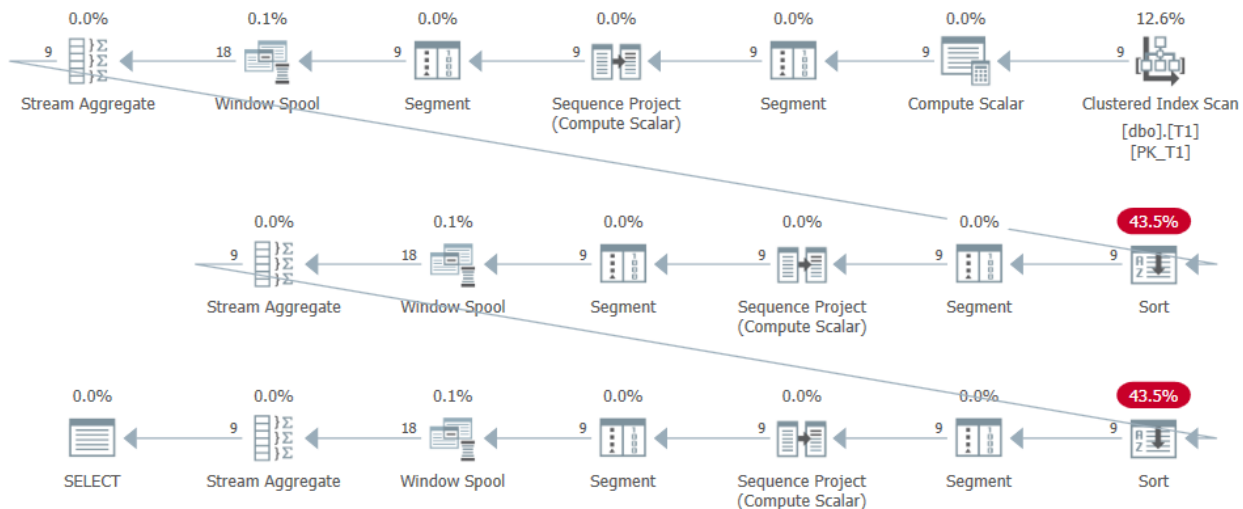 0.0% 0.1% 0.0% 0.0% 0.0% 0.0% 12.6%
9 18 9 9 9 9 9
Stream Aggregate Window Spool Segment Sequence Project Segment Compute Scalar Clustered Index Scan
(Compute Scalar) [dbo].[T1]
[PK_T1]
0.0% 0.1% 0.0% 0.0% 0.0% 43.5%
9 18 9 9 9 9
Stream Aggregate Window Spool Segment Sequence Project Segment Sort
(Compute Scalar)
0.0% 0.0% 0.1% 0.0% 0.0% 0.0% 43.5%
9 18 9 9 9 9
SELECT Stream Aggregate Window Spool Segment Sequence Project Segment Sort
(Compute Scalar)